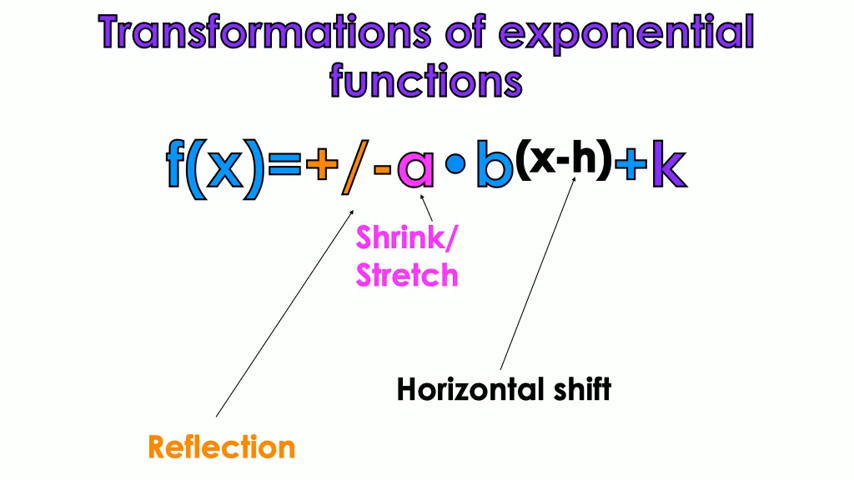 Transformations of exponential
functions
f(x)=+/-a•b(x-h)+k
Shrink/
Stretch
Horizontal shift
Reflection